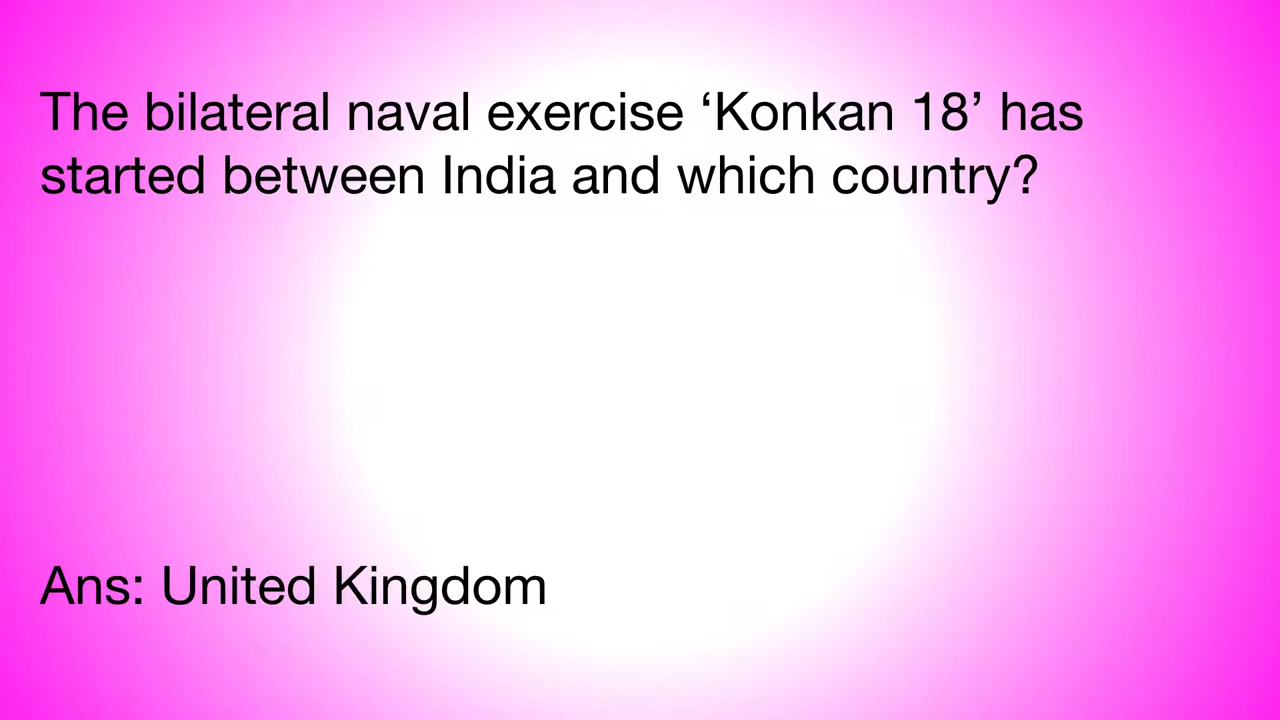 The bilateral naval exercise ‘Konkan 18’ has
started between India and which country?
Ans: United Kingdom